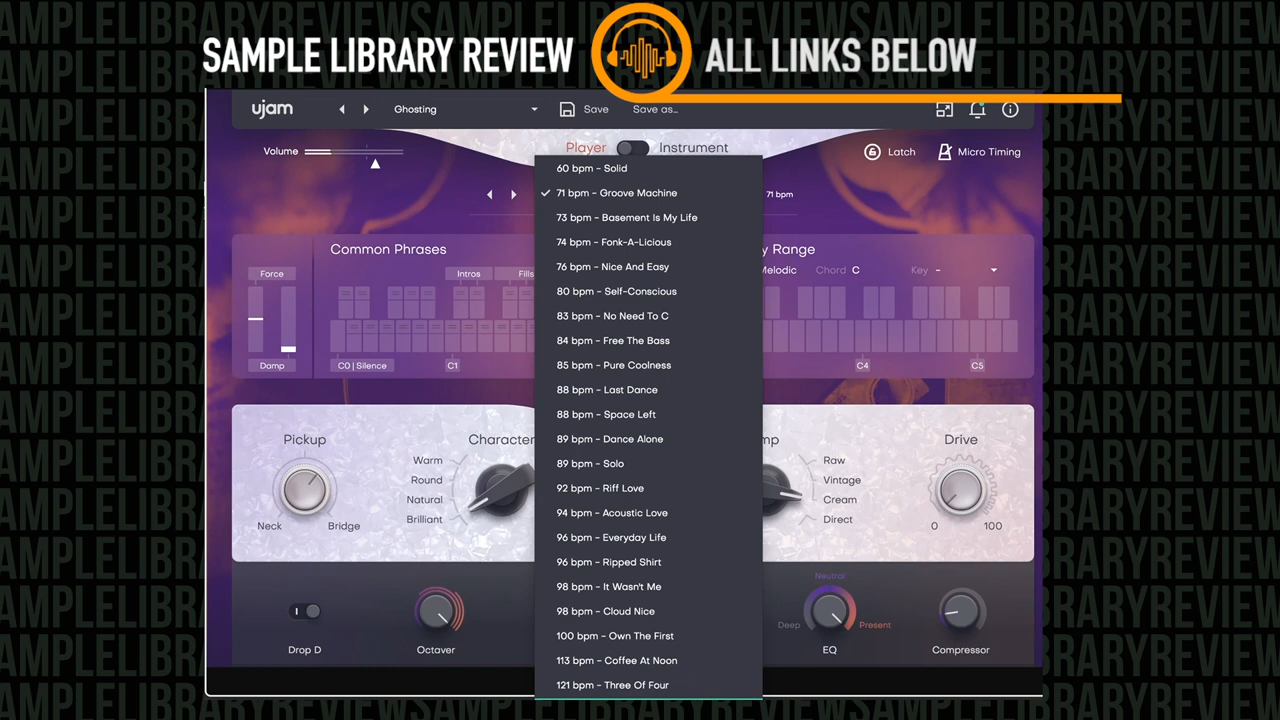 SAMPLE LIBRARY REVIEW
ALL LINKS BELOW
ujam
Ghosting
Save
Save as...
Volume
Player
Instrument
Latch
Micro Timing
71 bpm
60 bpm - Solid
71 bpm - Groove Machine
73 bpm - Basement Is My Life
74 bpm - Fonk-A-Licious
76 bpm - Nice And Easy
80 bpm - Self-Conscious
83 bpm - No Need To C
84 bpm - Free The Bass
85 bpm - Pure Coolness
88 bpm - Last Dance
88 bpm - Space Left
89 bpm - Dance Alone
89 bpm - Solo
92 bpm - Riff Love
94 bpm - Acoustic Love
96 bpm - Everyday Life
96 bpm - Ripped Shirt
98 bpm - It Wasn't Me
98 bpm - Cloud Nice
100 bpm - Own The First
113 bpm - Coffee At Noon
121 bpm - Three Of Four
Common Phrases
Force
Intros
Fills
Damp
C0 | Silence
C1
y Range
Melodic
Chord C
Key -
C4
C5
Pickup
Neck
Bridge
Character
Warm
Round
Natural
Brilliant
mp
Raw
Vintage
Cream
Direct
Drive
0
100
Drop D
Octaver
Neutral
Deep
Present
EQ
Compressor